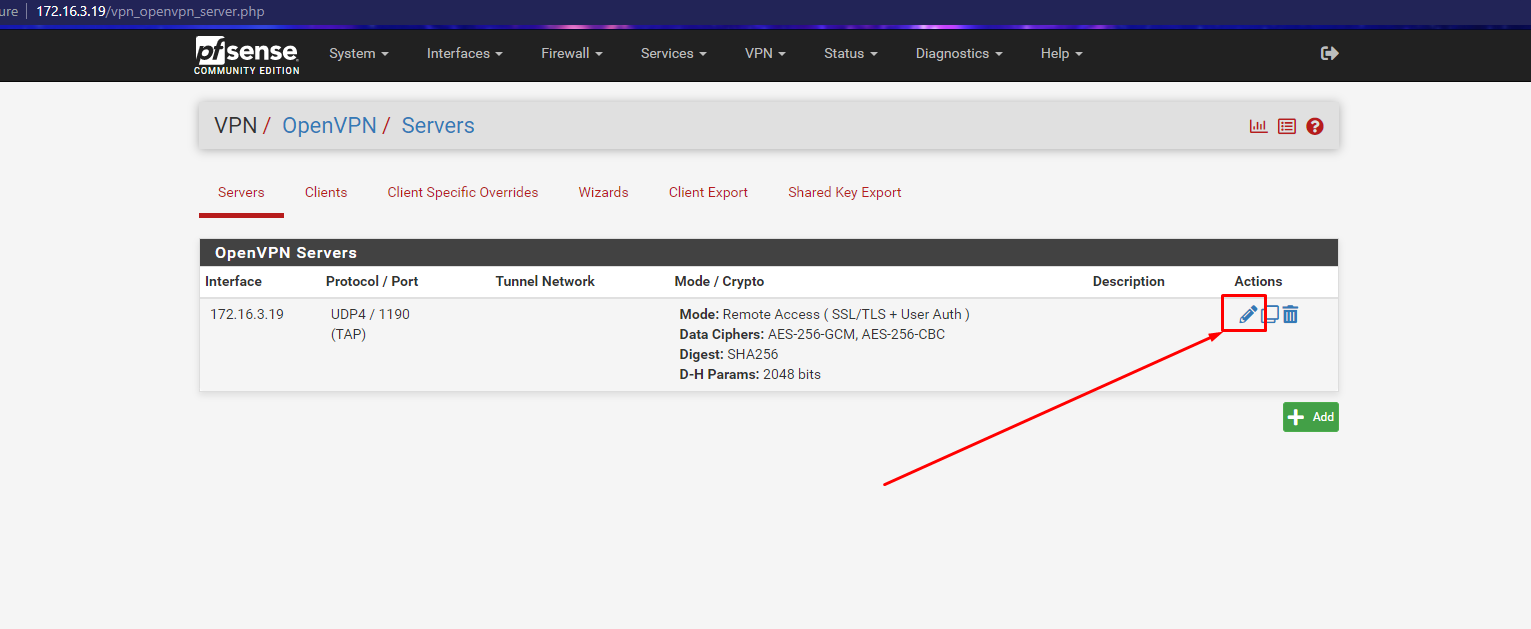 ure 172.16.3.19/vpn_openvpn_server.php
pfsense COMMUNITY EDITION System Interfaces Firewall Services VPN Status Diagnostics Help
VPN / OpenVPN / Servers
Servers Clients Client Specific Overrides Wizards Client Export Shared Key Export
OpenVPN Servers
Interface Protocol / Port Tunnel Network Mode / Crypto Description Actions
172.16.3.19 UDP4 / 1190 Mode: Remote Access ( SSL/TLS + User Auth )
(TAP) Data Ciphers: AES-256-GCM, AES-256-CBC
Digest: SHA256
D-H Params: 2048 bits
Add